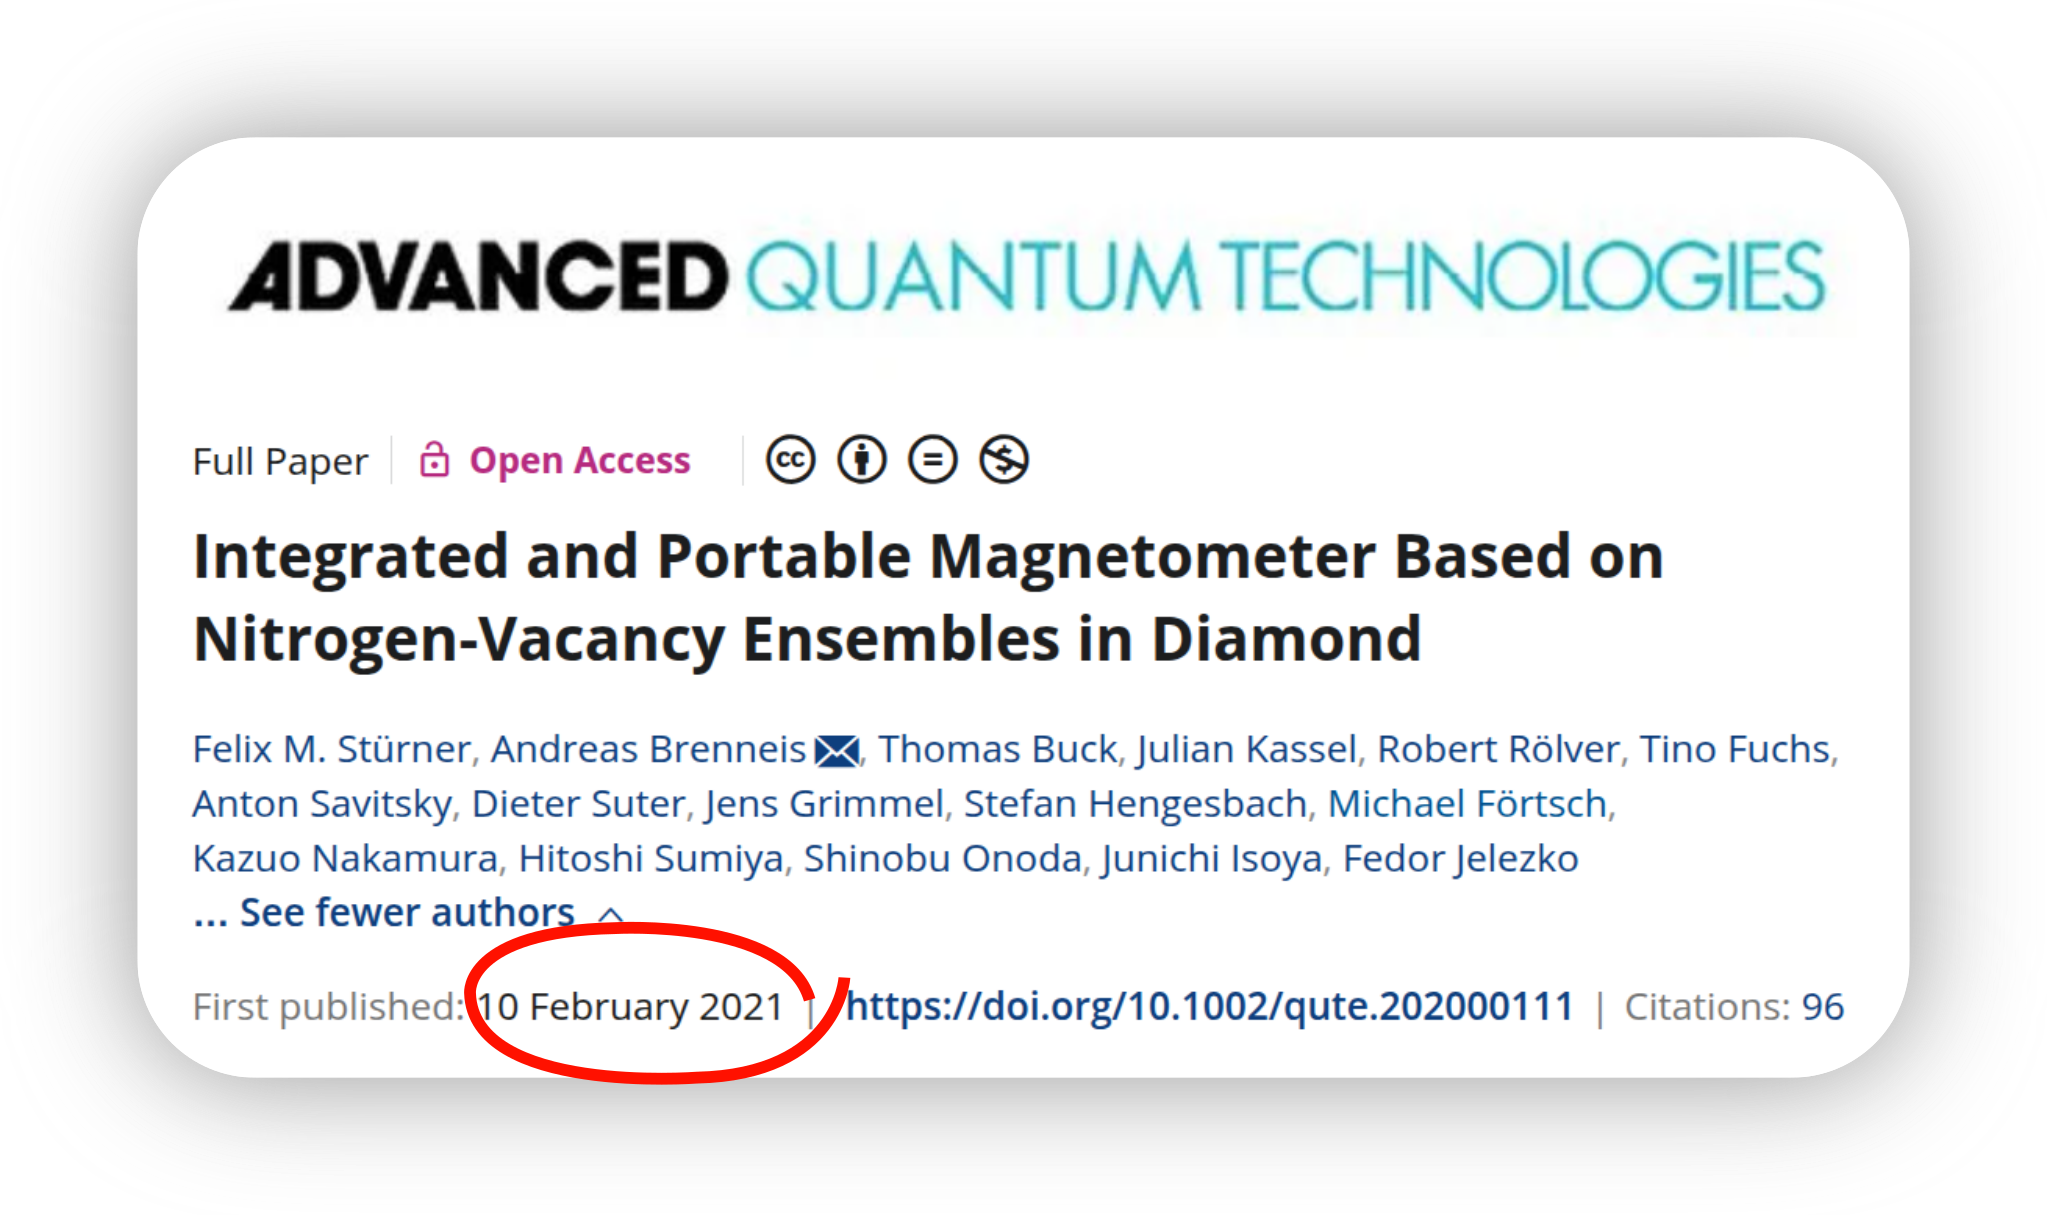 ADVANCED QUANTUM TECHNOLOGIES
Full Paper | Open Access | cc
Integrated and Portable Magnetometer Based on
Nitrogen-Vacancy Ensembles in Diamond
Felix M. Stürner, Andreas Brenneis, Thomas Buck, Julian Kassel, Robert Rölver, Tino Fuchs,
Anton Savitsky, Dieter Suter, Jens Grimmel, Stefan Hengesbach, Michael Förtsch,
Kazuo Nakamura, Hitoshi Sumiya, Shinobu Onoda, Junichi Isoya, Fedor Jelezko
... See fewer authors
First published: 10 February 2021 | https://doi.org/10.1002/qute.202000111 | Citations: 96